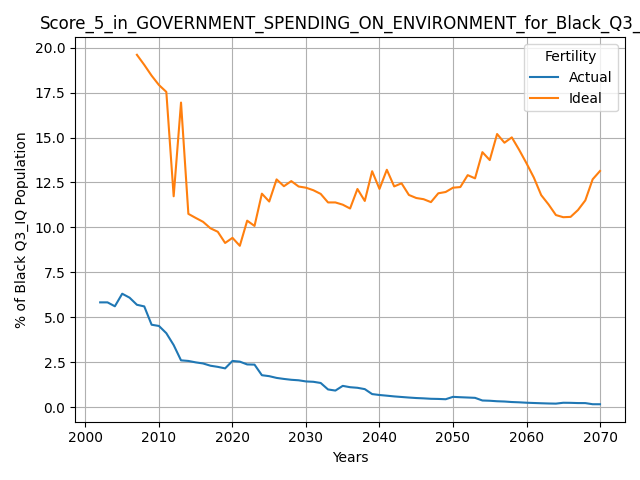 Score_5_in_GOVERNMENT_SPENDING_ON_ENVIRONMENT_for_Black_Q3_
Fertility
Actual
Ideal
% of Black Q3_IQ Population
20.0
17.5
15.0
12.5
10.0
7.5
5.0
2.5
0.0
2000 2010 2020 2030 2040 2050 2060 2070
Years